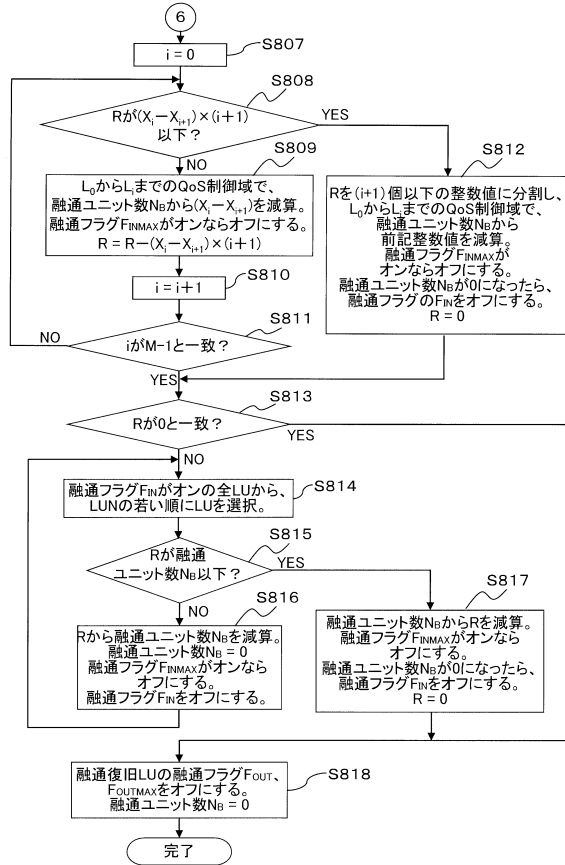 6
S807
i=0
S808
Rが(Xi−Xi+1)×(i+1)
以下?
YES
NO
S809
L0からLiまでのQoS制御域で、
融通ユニット数NBから(Xi−Xi+1)を減算。
融通フラグFINMAXがオンならオフにする。
R=R−(Xi−Xi+1)×(i+1)
S812
Rを(i+1)個以下の整数値に分割し、
L0からLiまでのQoS制御域で、
融通ユニット数NBから
前記整数値を減算。
融通フラグFINMAXが
オンならオフにする。
融通ユニット数NBが0になったら、
融通フラグのFINをオフにする。
R=0
S810
i=i+1
S811
iがM-1と一致?
NO
YES
S813
Rが0と一致?
YES
NO
S814
融通フラグFINがオンの全LUから、
LUNの若い順にLUを選択。
S815
Rが融通
ユニット数NB以下?
YES
NO
S816
Rから融通ユニット数NBを減算。
融通ユニット数NB=0
融通フラグFINMAXがオンなら
オフにする。
融通フラグFINをオフにする。
S817
融通ユニット数NBからRを減算。
融通フラグFINMAXがオンなら
オフにする。
融通ユニット数NBが0になったら、
融通フラグFINをオフにする。
R=0
S818
融通復旧LUの融通フラグFOUT、
FOUTMAXをオフにする。
融通ユニット数NB=0
完了